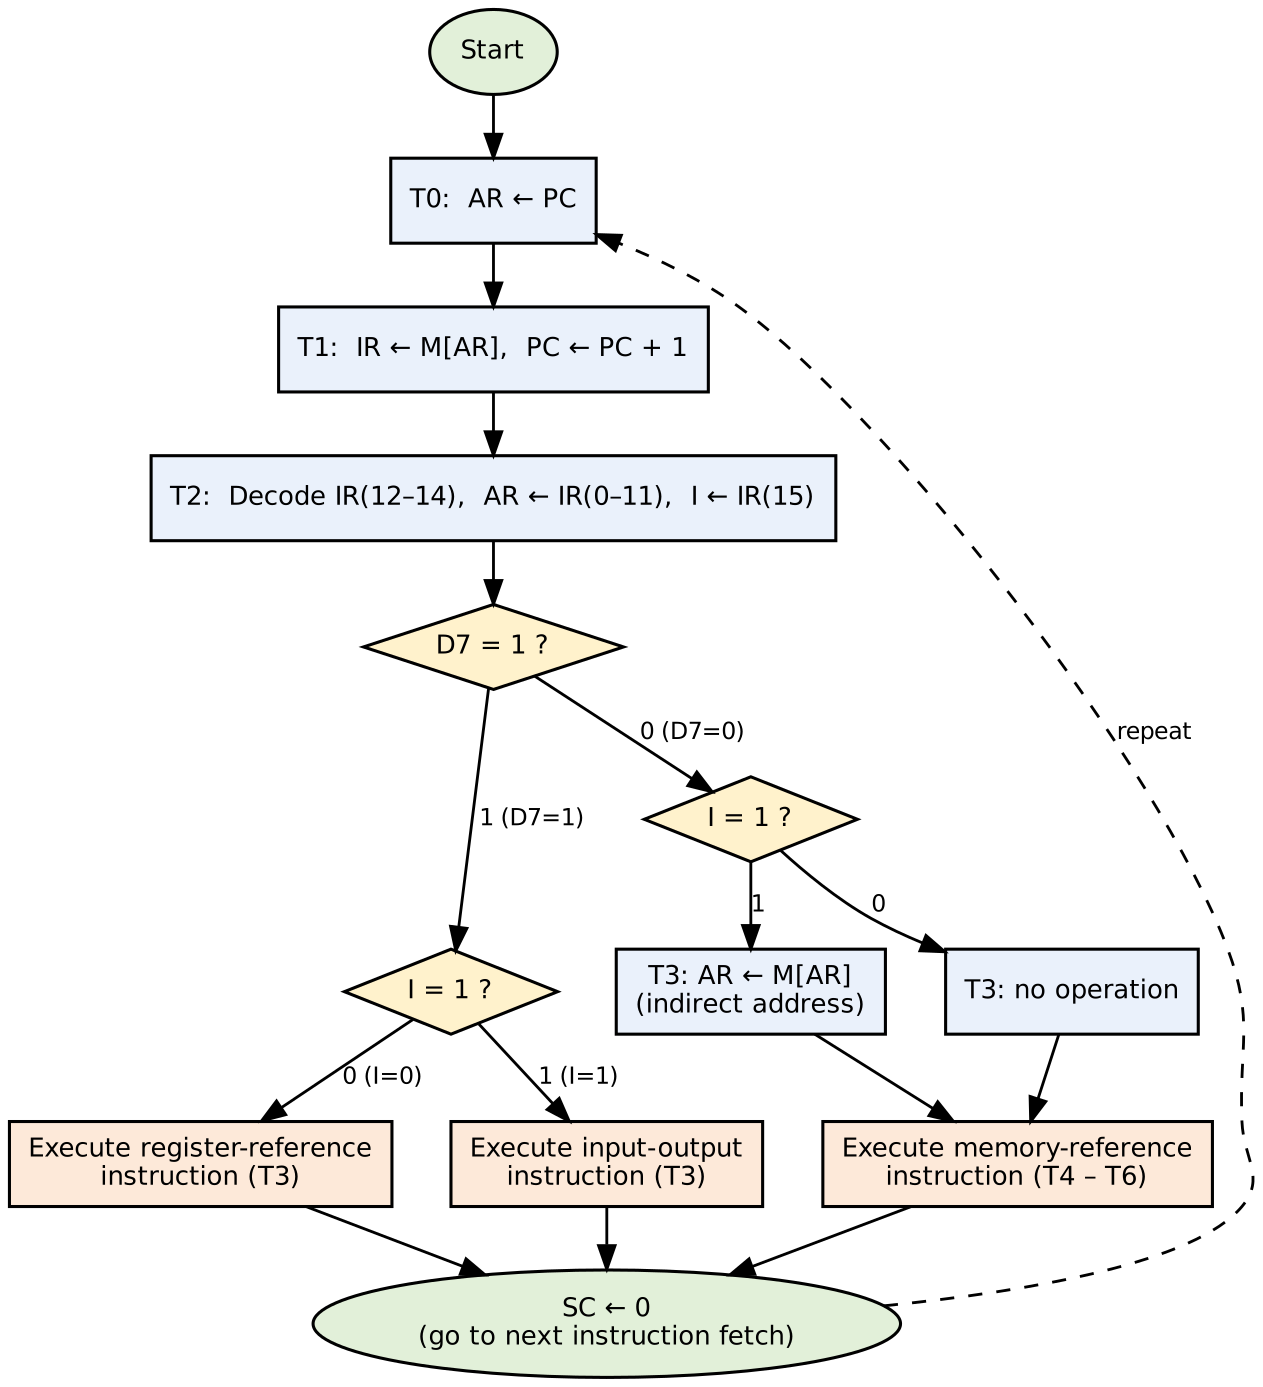 Start
T0:  AR ← PC
T1:  IR ← M[AR],  PC ← PC + 1
T2:  Decode IR(12–14),  AR ← IR(0–11),  I ← IR(15)
D7 = 1 ?
0 (D7=0)
repeat
1 (D7=1)
I = 1 ?
1
0
I = 1 ?
T3: AR ← M[AR]
(indirect address)
T3: no operation
0 (I=0)
1 (I=1)
Execute register-reference
instruction (T3)
Execute input-output
instruction (T3)
Execute memory-reference
instruction (T4 – T6)
SC ← 0
(go to next instruction fetch)